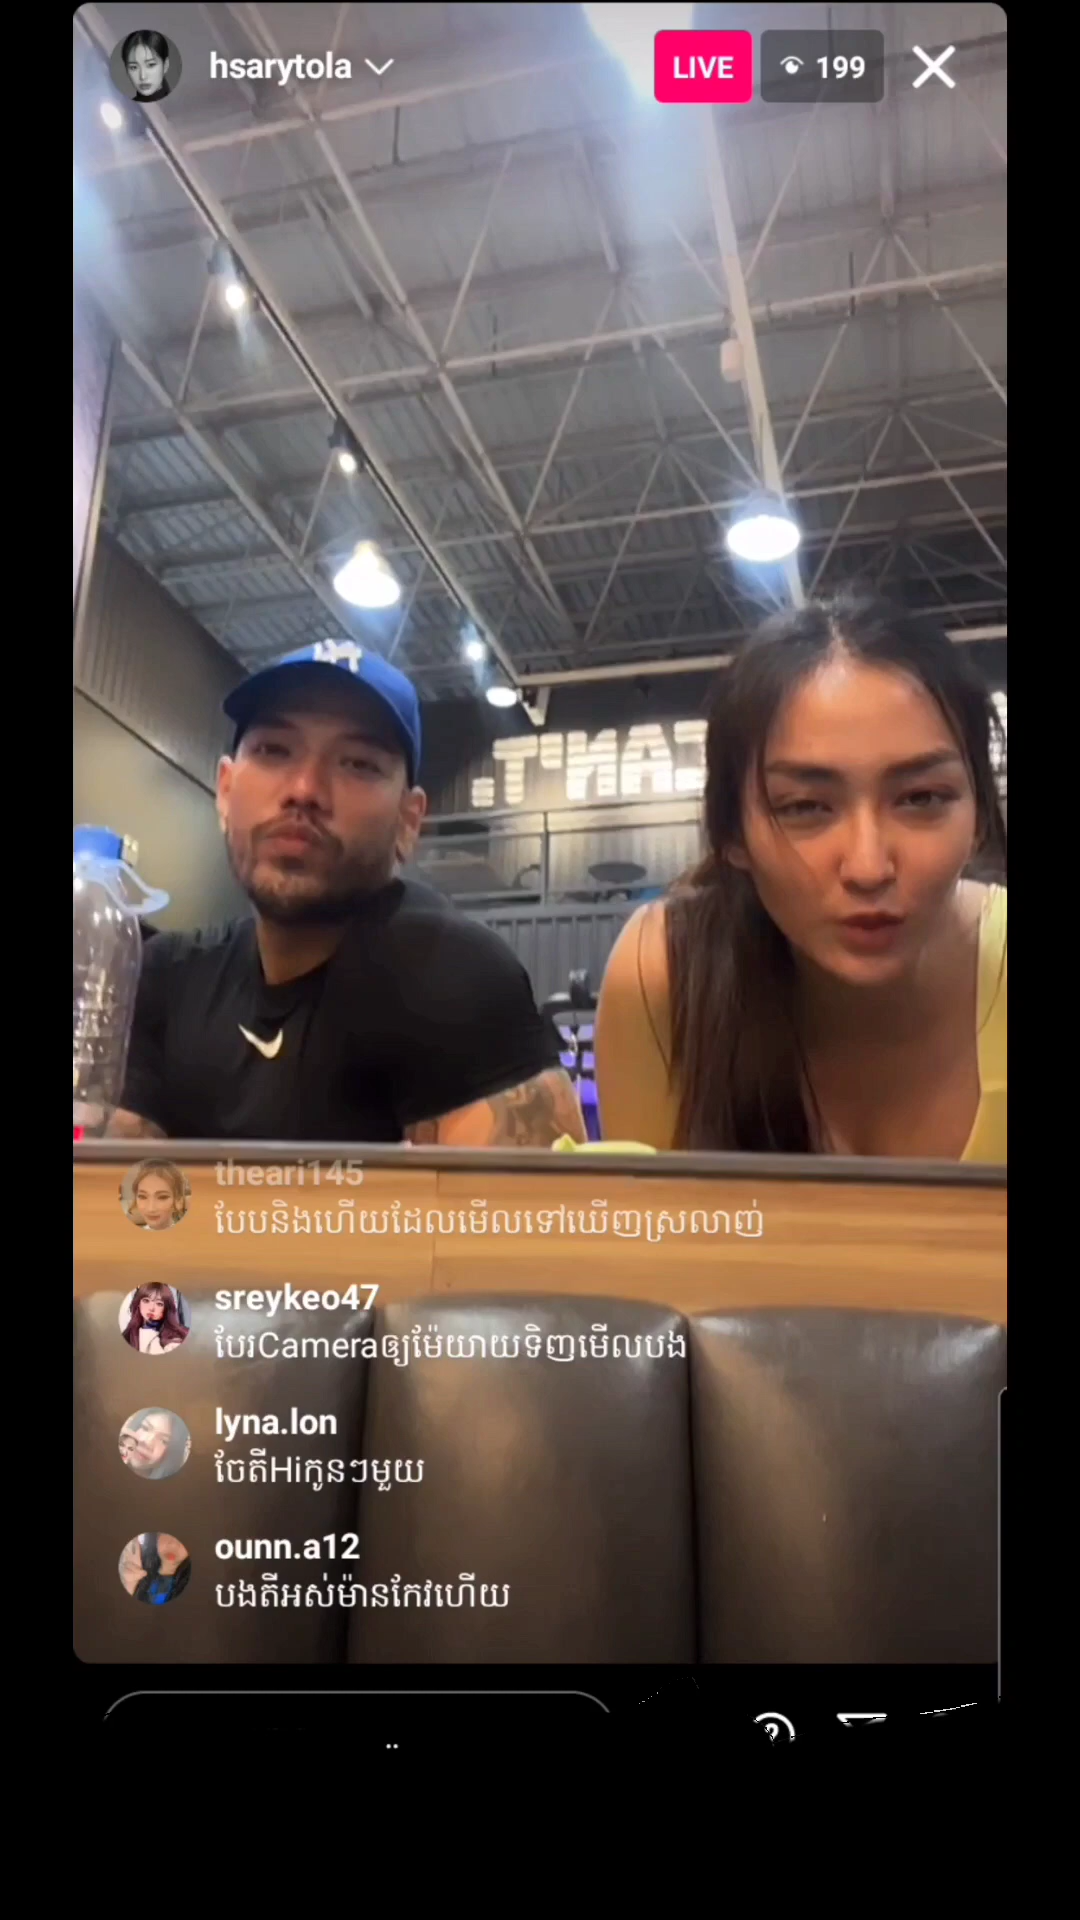 hsarytola
LIVE
199
CAN'T.
theari145
បែបនិងហើយដែលមើលទៅឃើញស្រលាញ់
sreykeo47
បែរCameraឲ្យម៉ែយាយទិញមើលបង
lyna.lon
ចែតីHiកូនៗមួយ
ounn.a12
បងតីអស់ម៉ានកែវហើយ